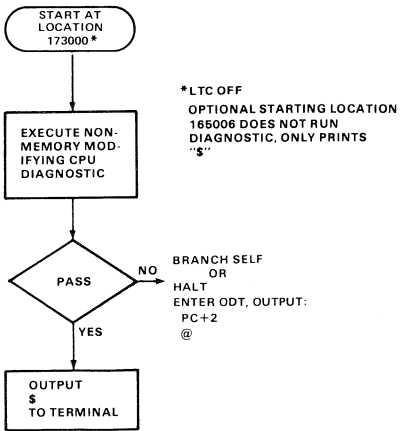 START AT
LOCATION
173000*
*LTC OFF
OPTIONAL STARTING LOCATION
165006 DOES NOT RUN
DIAGNOSTIC, ONLY PRINTS
"$"
EXECUTE NON-
MEMORY MOD-
IFYING CPU
DIAGNOSTIC
PASS
NO
BRANCH SELF
OR
HALT
ENTER ODT, OUTPUT:
PC+2
@
YES
OUTPUT
$
TO TERMINAL